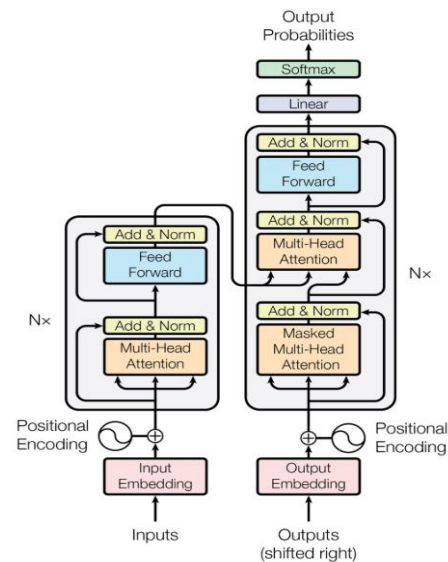 Output
Probabilities
Softmax
Linear
Add & Norm
Feed
Forward
Add & Norm
Multi-Head
Attention
Add & Norm
Masked
Multi-Head
Attention
N×
Positional
Encoding
Output
Embedding
Outputs
(shifted right)
Add & Norm
Feed
Forward
Add & Norm
Multi-Head
Attention
N×
Positional
Encoding
Input
Embedding
Inputs